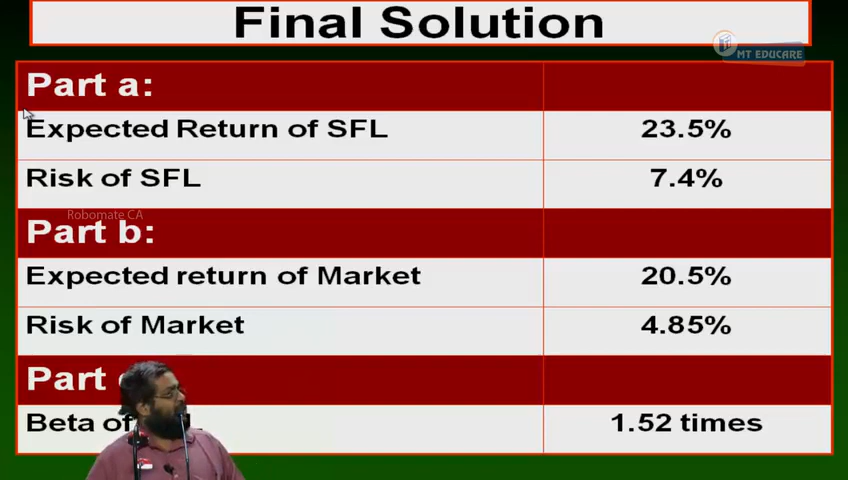 Final Solution
MT EDUCARE
Part a:
Expected Return of SFL 23.5%
Risk of SFL 7.4%
Robomate CA
Part b:
Expected return of Market 20.5%
Risk of Market 4.85%
Part
Beta of 1.52 times